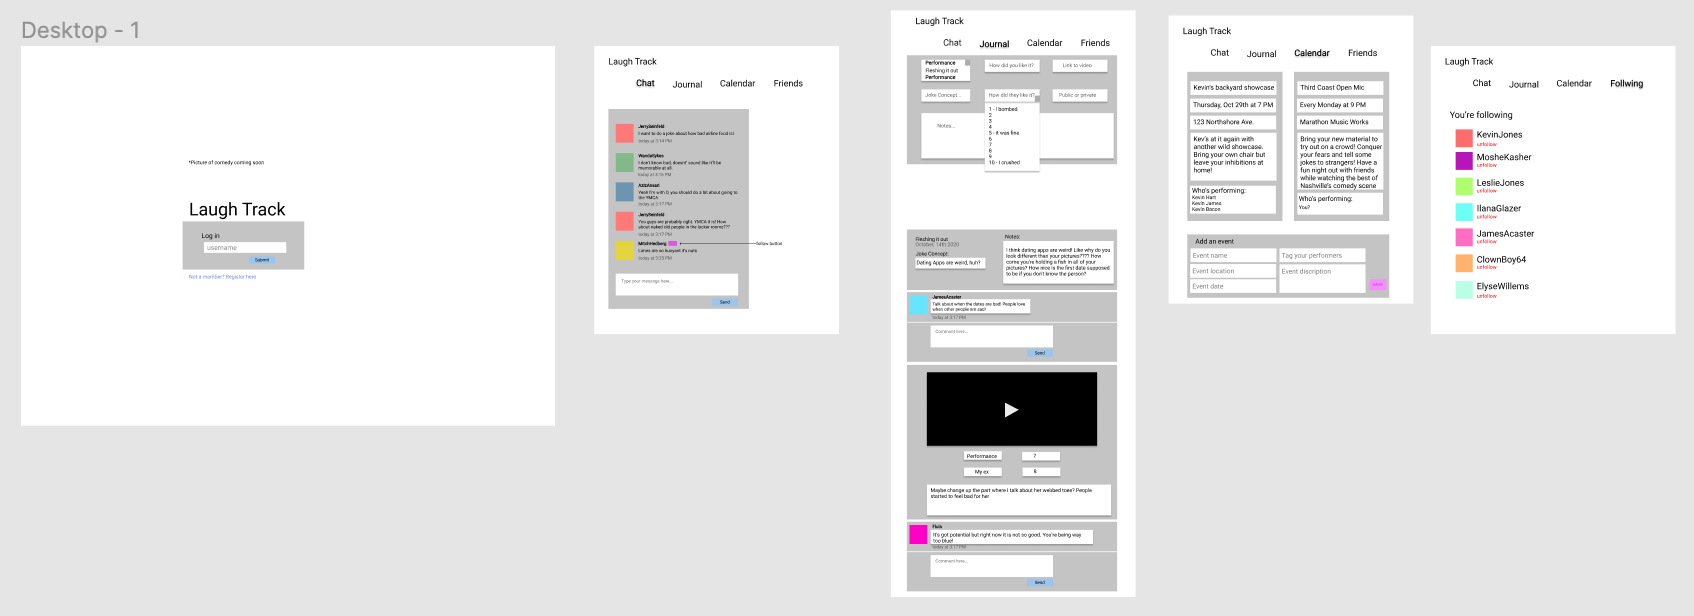 Desktop - 1
*Picture of comedy coming soon
Laugh Track
Log in
username
Submit
Not a member? Register here
Laugh Track
Chat
Journal
Calendar
Friends
JerrySeinfeld
I want to do a joke about how bad airline food is!
today at 3:14 PM
WandaSykes
I don't know bad, doesnt' sound like it'll be
memorable at all.
today at 3:15 PM
AzizAnsari
Yeah I'm with D, you should do a bit about going to
the YMCA
today at 3:17 PM
JerrySeinfeld
You guys are probably right. YMCA it is! How
about naked old people in the locker room????
today at 3:17 PM
MitchHedberg
Limes are so buoyant it's nuts
today at 3:25 PM
follow button
Type your message here...
Send
Laugh Track
Chat
Journal
Calendar
Friends
Performance
Fleshing it out
Performance
How did you like it?
Link to video
Joke Concept...
How did they like it?
Public or private
1 - I bombed
2
3
4
5 - it was fine
6
7
8
9
10 - I crushed
Notes...
Fleshing it out
October, 14th 2020
Joke Concept:
Dating Apps are weird, huh?
Notes:
I think dating apps are weird! Like why do you
look different than your pictures???? How
come you're holding a fish in all of your
pictures? How nice is the first date supposed
to be if you don't know the person?
JamesAcaster
Talk about when the dates are bad! People love
when other people are sad!
today at 3:17 PM
Comment here...
Send
Performaece
7
My ex
8
Maybe change up the part where I talk about her webbed toes? People
started to feel bad for her
It's got potential but right now it is not so good. You're being way
too blue!
today at 3:17 PM
Comment here...
Send
Laugh Track
Chat
Journal
Calendar
Friends
Kevin's backyard showcase
Thursday, Oct 29th at 7 PM
123 Northshore Ave.
Kev's at it again with
another wild showcase.
Bring your own chair but
leave your inhibitions at
home!
Who's performing:
Kevin Hart
Kevin James
Kevin Bacon
Third Coast Open Mic
Every Monday at 9 PM
Marathon Music Works
Bring your new material to
try out on a crowd! Conquer
your fears and tell some
jokes to strangers! Have a
fun night out with friends
while watching the best of
Nashville's comedy scene
Who's performing:
You?
Add an event
Event name
Tag your performers
Event location
Event discription
Event date
Laugh Track
Chat
Journal
Calendar
Follwing
You're following
KevinJones
unfollow
MosheKasher
unfollow
LeslieJones
unfollow
IlanaGlazer
unfollow
JamesAcaster
unfollow
ClownBoy64
unfollow
ElyseWillems
unfollow